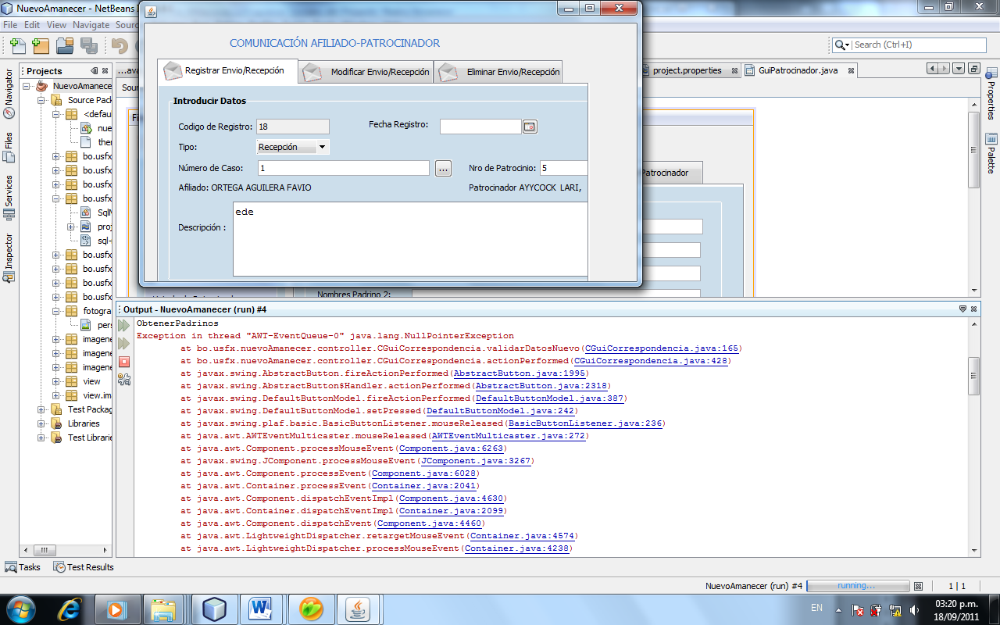 NuevoAmanecer - NetBeans
File Edit View Navigate
Search (Ctrl+I)
COMUNICACIÓN AFILIADO-PATROCINADOR
Registrar Envio/Recepción
Modificar Envio/Recepción
Eliminar Envio/Recepción
Introducir Datos
Codigo de Registro: 18
Fecha Registro:
Tipo: Recepción
Número de Caso: 1
...
Nro de Patrocinio: 5
Afiliado: ORTEGA AGUILERA FAVIO
Patrocinador AYYCOCK LARI,
Descripción :
ede
Navigator
Files
Services
Inspector
Projects
NuevoAmanecer
Source Pack
<defau
nue
ther
bo.usfx
bo.usfx
bo.usfx
bo.usfx
SqlM
proj
sql-
bo.usfx
bo.usfx
bo.usfx
bo.usfx
fotogra
pers
imagene
imagene
imagene
view
view.im
Test Packag
Libraries
Test Librarie
...ava
project.properties
GuiPatrocinador.java
Patrocinador
Nombres Padrino 2:
Properties
Palette
Output - NuevoAmanecer (run) #4
ObtenerPadrinos
Exception in thread "AWT-EventQueue-0" java.lang.NullPointerException
at bo.usfx.nuevoAmanecer.controller.CGuiCorrespondencia.validarDatosNuevo(CGuiCorrespondencia.java:165)
at bo.usfx.nuevoAmanecer.controller.CGuiCorrespondencia.actionPerformed(CGuiCorrespondencia.java:428)
at javax.swing.AbstractButton.fireActionPerformed(AbstractButton.java:1995)
at javax.swing.AbstractButton$Handler.actionPerformed(AbstractButton.java:2318)
at javax.swing.DefaultButtonModel.fireActionPerformed(DefaultButtonModel.java:387)
at javax.swing.DefaultButtonModel.setPressed(DefaultButtonModel.java:242)
at javax.swing.plaf.basic.BasicButtonListener.mouseReleased(BasicButtonListener.java:236)
at java.awt.AWTEventMulticaster.mouseReleased(AWTEventMulticaster.java:272)
at java.awt.Component.processMouseEvent(Component.java:6263)
at javax.swing.JComponent.processMouseEvent(JComponent.java:3267)
at java.awt.Component.processEvent(Component.java:6028)
at java.awt.Container.processEvent(Container.java:2041)
at java.awt.Component.dispatchEventImpl(Component.java:4630)
at java.awt.Container.dispatchEventImpl(Container.java:2099)
at java.awt.Component.dispatchEvent(Component.java:4460)
at java.awt.LightweightDispatcher.retargetMouseEvent(Container.java:4574)
at java.awt.LightweightDispatcher.processMouseEvent(Container.java:4238)
Tasks
Test Results
NuevoAmanecer (run) #4
running...
1 | 1
EN
03:20 p.m.
18/09/2011